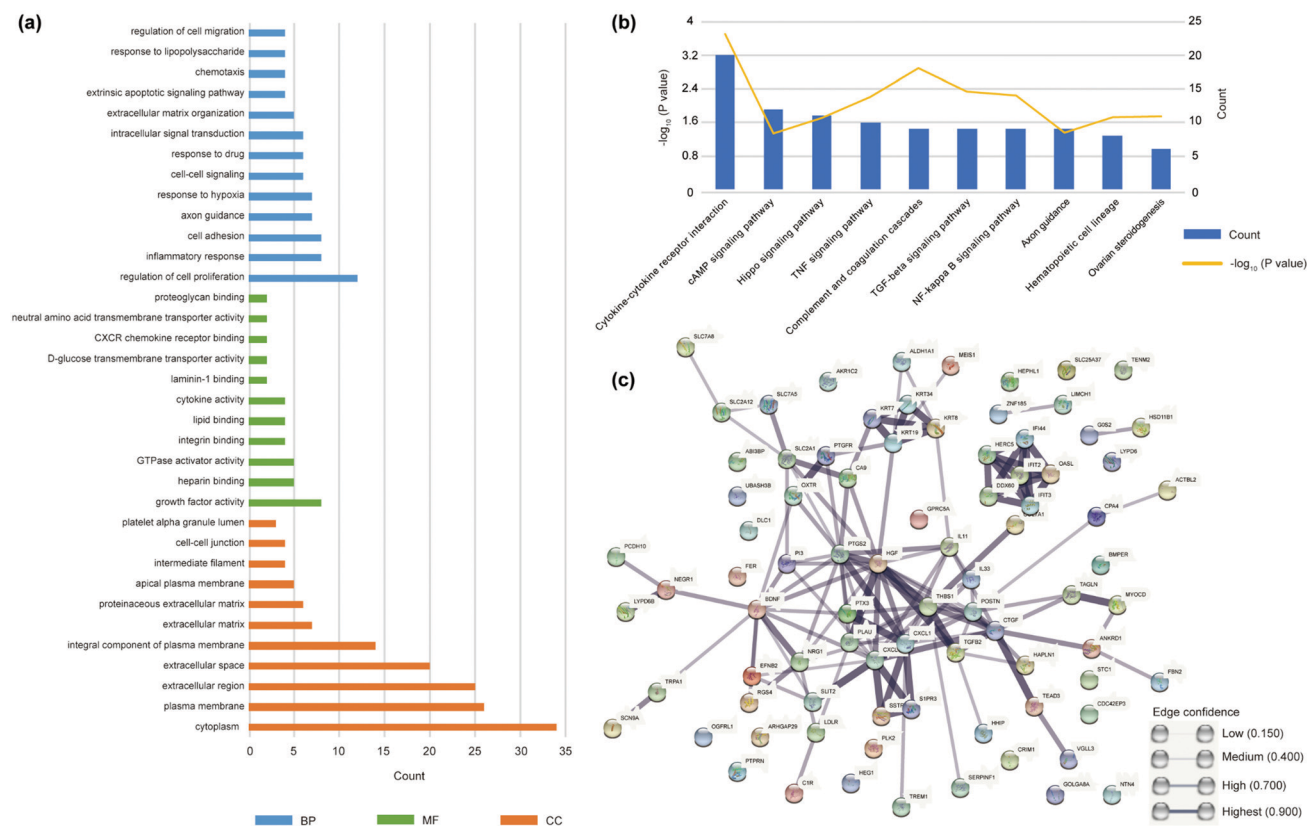 (a)
regulation of cell migration
response to lipopolysaccharide
chemotaxis
extrinsic apoptotic signaling pathway
extracellular matrix organization
intracellular signal transduction
response to drug
cell-cell signaling
response to hypoxia
axon guidance
cell adhesion
inflammatory response
regulation of cell proliferation
proteoglycan binding
neutral amino acid transmembrane transporter activity
CXCR chemokine receptor binding
D-glucose transmembrane transporter activity
laminin-1 binding
cytokine activity
lipid binding
integrin binding
GTPase activator activity
heparin binding
growth factor activity
platelet alpha granule lumen
cell-cell junction
intermediate filament
apical plasma membrane
proteinaceous extracellular matrix
extracellular matrix
integral component of plasma membrane
extracellular space
extracellular region
plasma membrane
cytoplasm
0 5 10 15 20 25 30 35
Count
BP MF CC
(b)
4
3.2
2.4
1.6
0.8
0
-log10 (P value)
25
20
15
10
5
0
Count
Cytokine-cytokine receptor interaction
cAMP signaling pathway
Hippo signaling pathway
TNF signaling pathway
Complement and coagulation cascades
TGF-beta signaling pathway
NF-kappa B signaling pathway
Axon guidance
Hematopoietic cell lineage
Ovarian steroidogenesis
Count
-log10 (P value)
(c)
SLC7A8
ALDH1A1
MEIS1
AKR1C2
HEPHL1
SLC25A37
TENM2
SLC2A12
SLC7A5
KRT7
KRT34
KRT8
KRT19
ZNF185
LIMCH1
G0S2
HSD11B1
ABI3BP
SLC2A1
PTGFR
CA9
HERC5
IFI44
IFIT2
OASL
LYPD6
UBASH3B
OXTR
DDX60
IFIT3
ACTBL2
CPA4
DLC1
GPRC5A
PCDH10
NEGR1
FER
PI3
PTGS2
HGF
IL11
IL33
BMPER
LYPD6B
BDNF
PTX3
THBS1
POSTN
TAGLN
MYOCD
PLAU
CXCL1
CTGF
NRG1
TGFB2
HAPLN1
ANKRD1
EFNB2
STC1
FBN2
TRPA1
RGS4
SLIT2
S1PR3
TEAD3
CDC42EP3
SCN9A
LDLR
HHIP
OGFRL1
ARHGAP29
PLK2
CRIM1
VGLL3
PTPRN
HEG1
C1R
TREM1
SERPINF1
GOLGA8A
NTN4
Edge confidence
Low (0.150)
Medium (0.400)
High (0.700)
Highest (0.900)